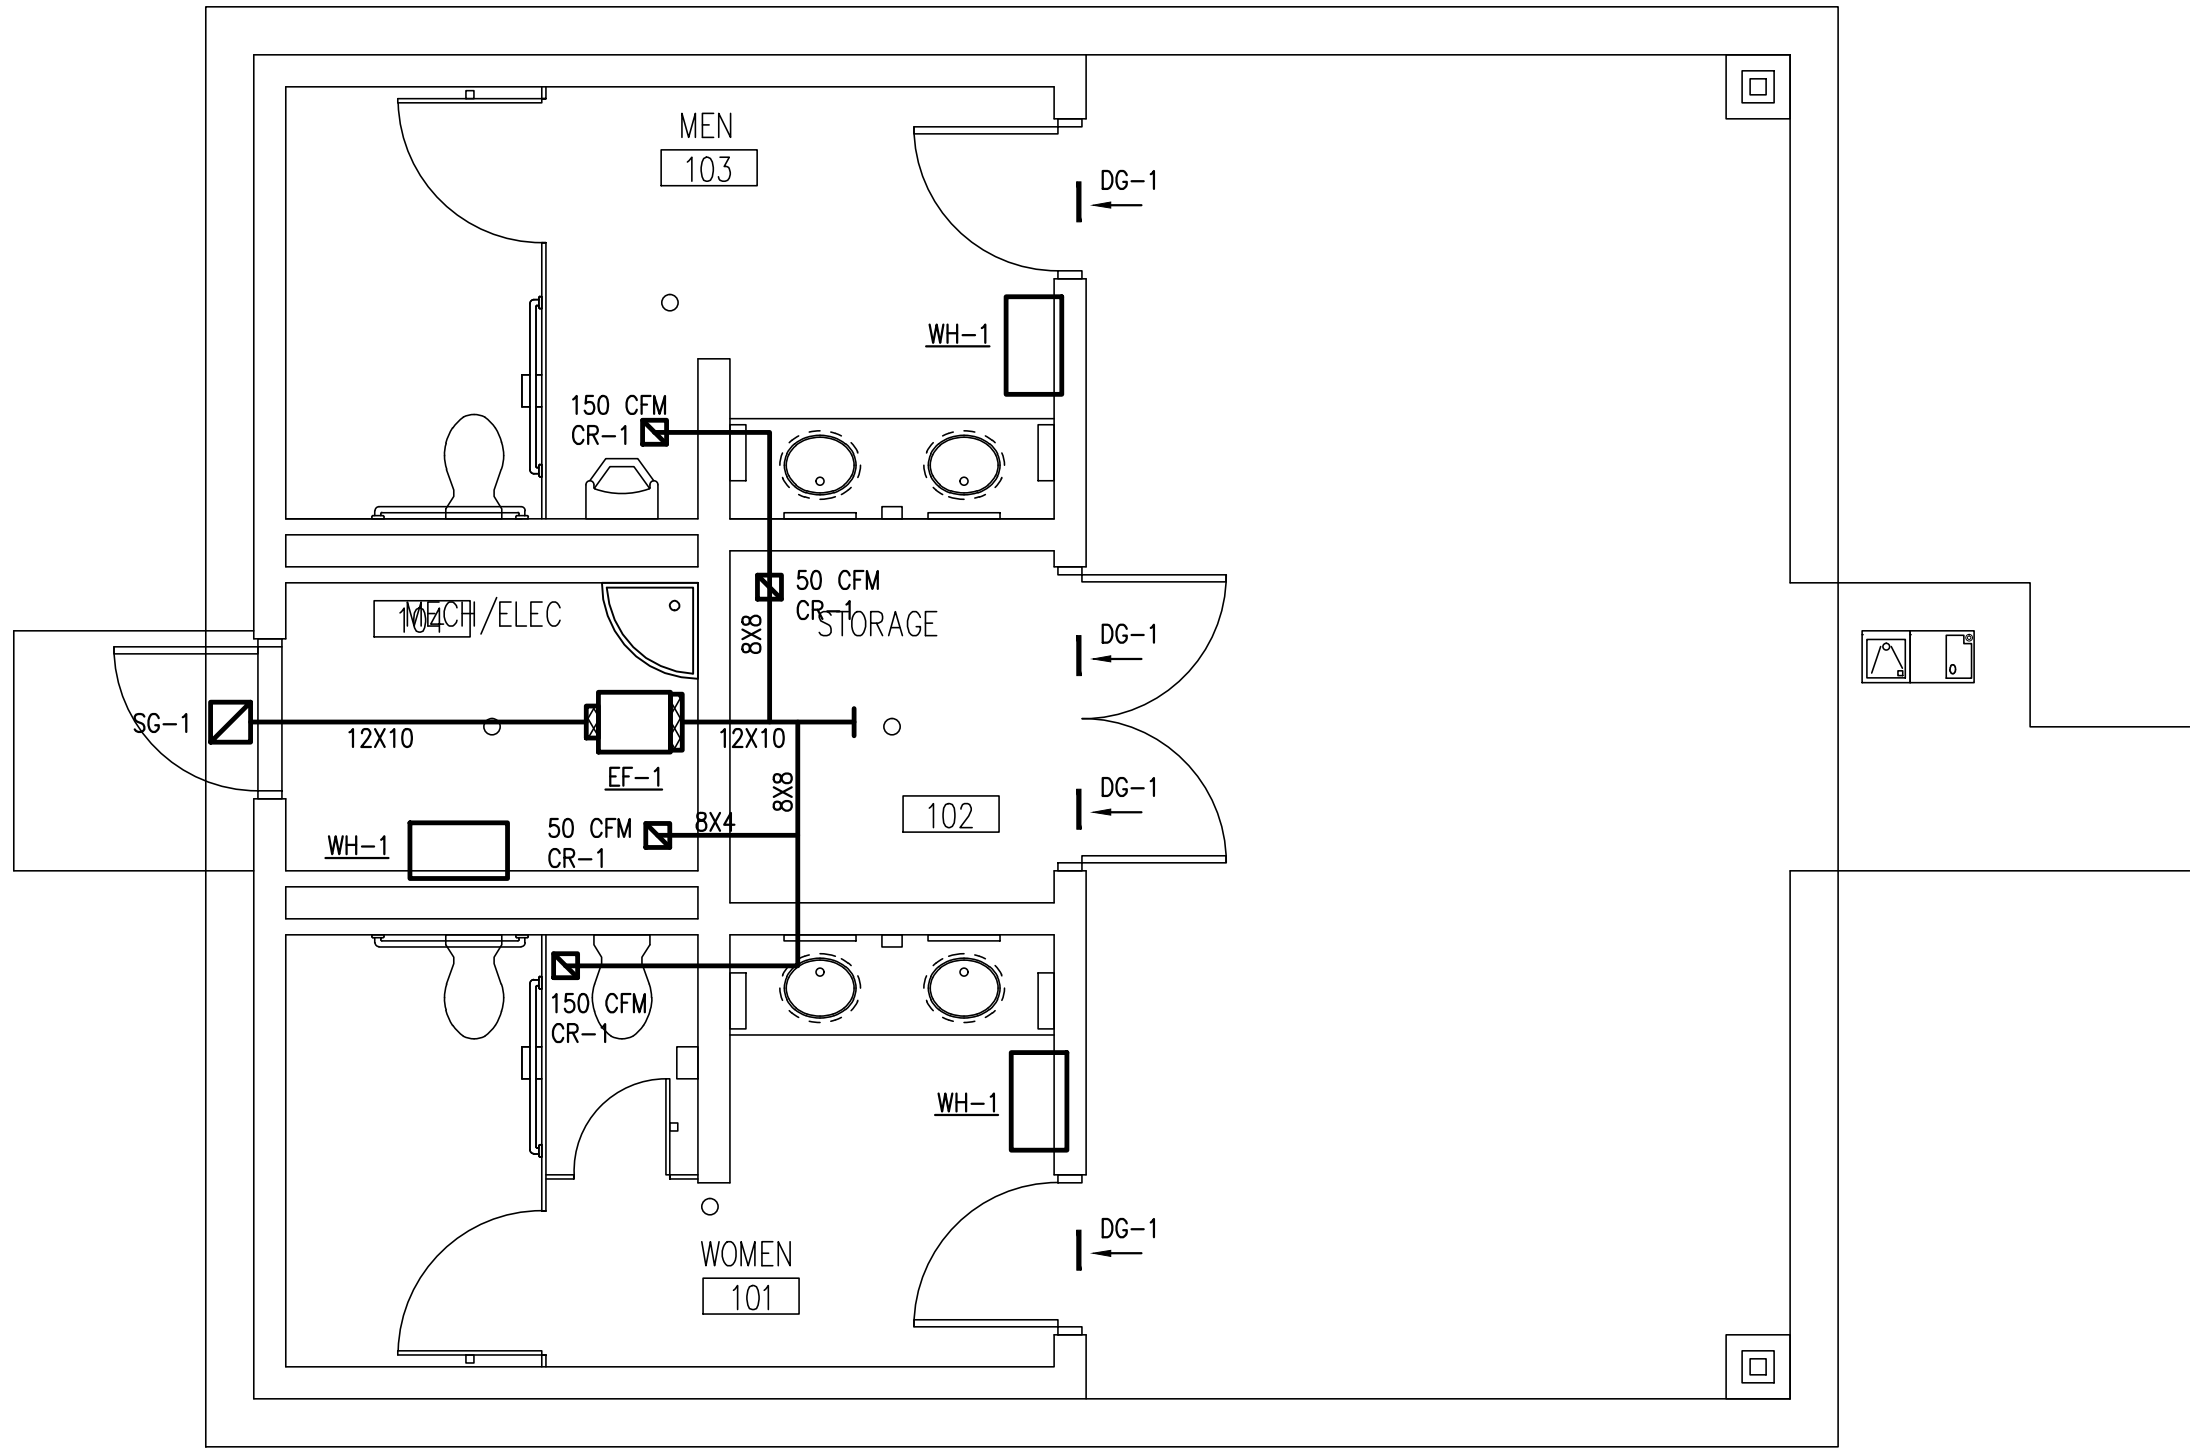 MEN
103
DG-1
WH-1
150 CFM
CR-1
50 CFM
CR-1
STORAGE
MECH/ELEC
104
8X8
DG-1
SG-1
12X10
12X10
EF-1
8X8
DG-1
102
8X4
50 CFM
CR-1
WH-1
150 CFM
CR-1
WH-1
DG-1
WOMEN
101